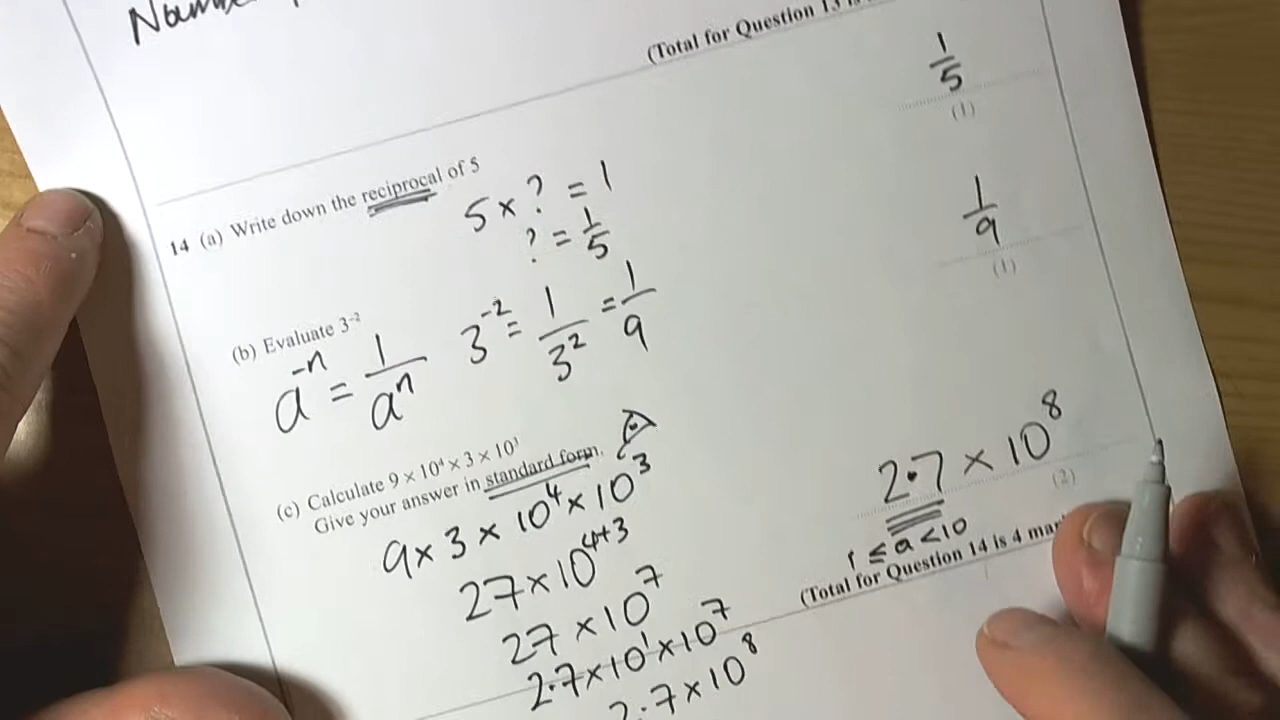 (Total for Question 13 is
1/5
(1)
14 (a) Write down the reciprocal of 5
5 × ? = 1
? = 1/5
1/9
(1)
(b) Evaluate 3⁻²
a⁻ⁿ = 1/aⁿ
3⁻² = 1/3² = 1/9
(c) Calculate 9 × 10⁴ × 3 × 10³
Give your answer in standard form.
9 × 3 × 10⁴ × 10³
27 × 10⁴⁺³
27 × 10⁷
2.7 × 10¹ × 10⁷
2.7 × 10⁸
2.7 × 10⁸
(2)
1 ≤ a < 10
(Total for Question 14 is 4 mar